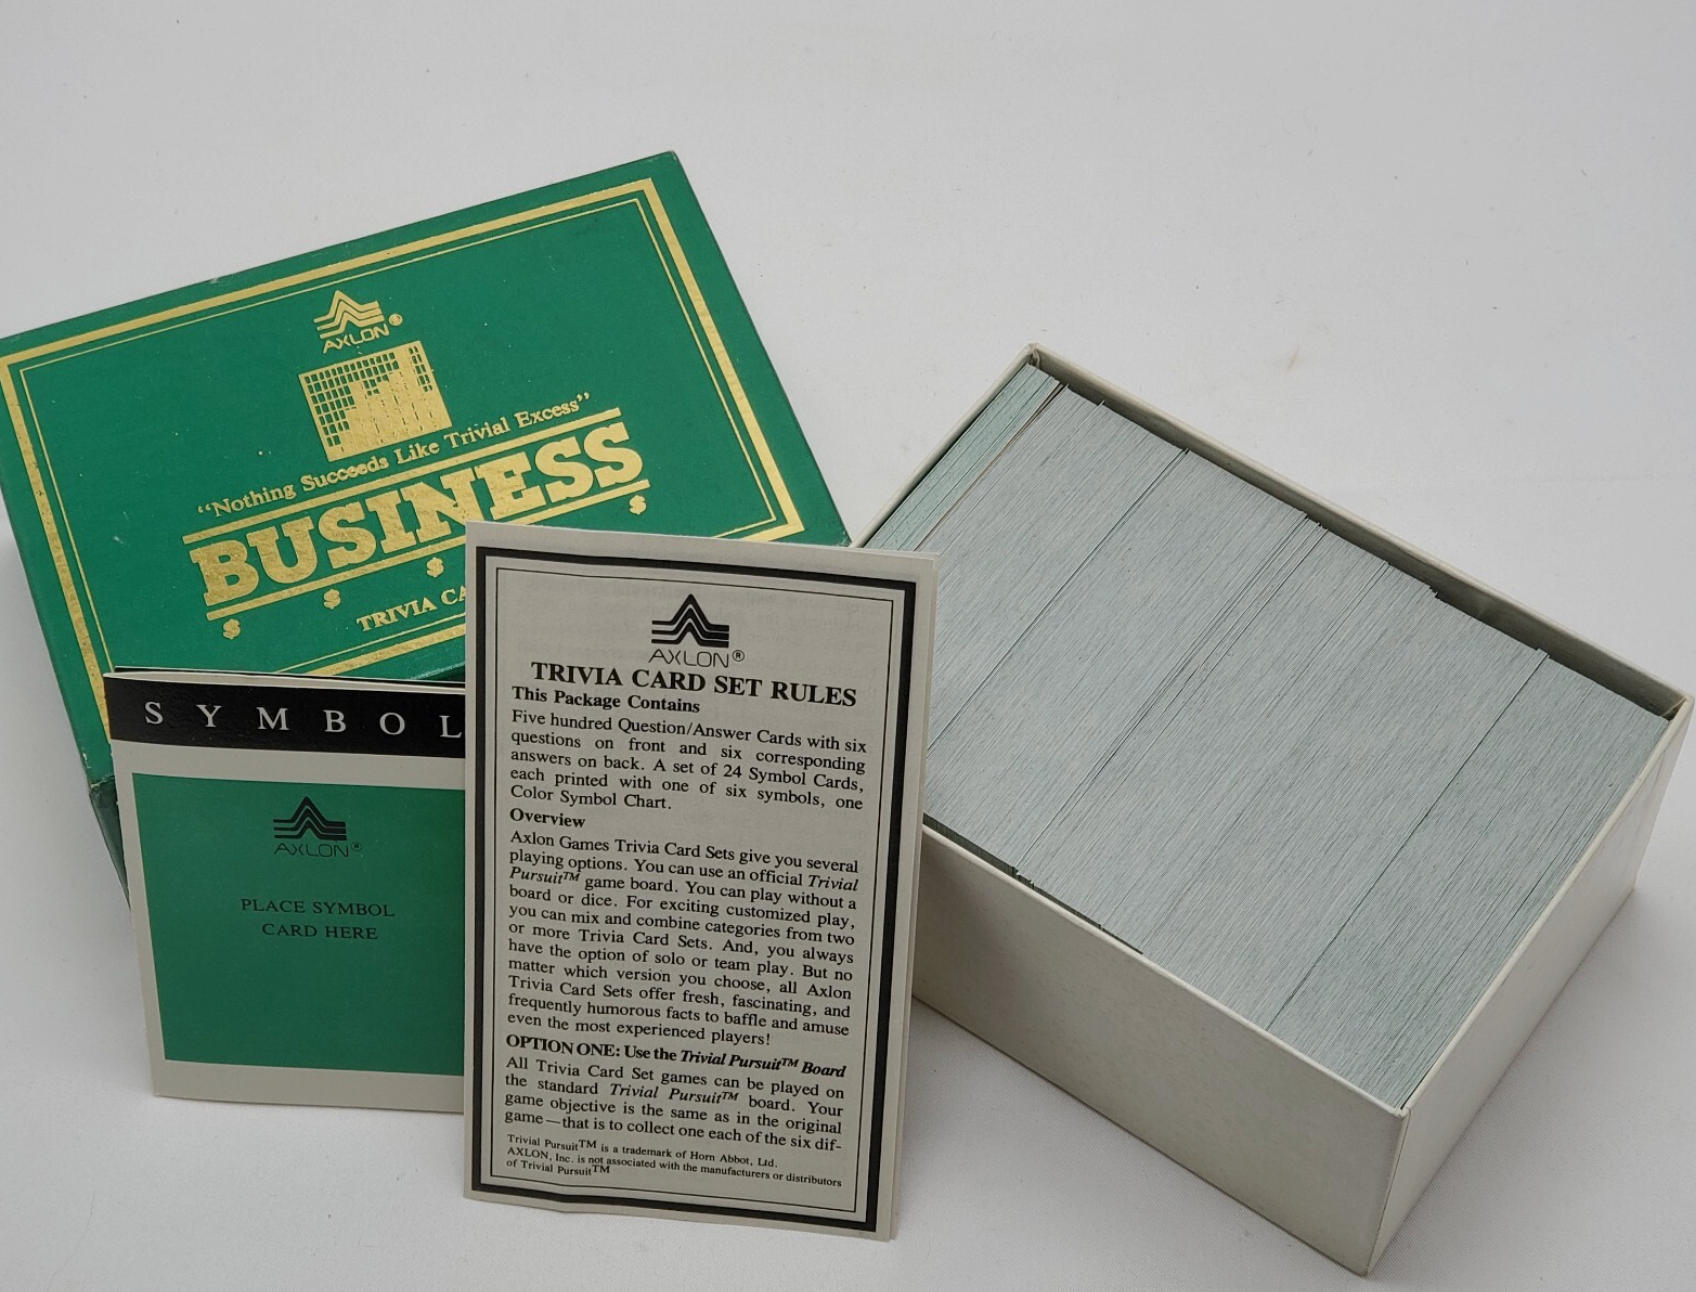 AXLON®
“Nothing Succeeds Like Trivial Excess”
BUSINESS
$ $ $ $
TRIVIA CA
SYMBOL
AXLON®
PLACE SYMBOL
CARD HERE
AXLON®
TRIVIA CARD SET RULES
This Package Contains
Five hundred Question/Answer Cards with six
questions on front and six corresponding
answers on back. A set of 24 Symbol Cards,
each printed with one of six symbols, one
Color Symbol Chart.
Overview
Axlon Games Trivia Card Sets give you several
playing options. You can use an official Trivial
Pursuit™ game board. You can play without a
board or dice. For exciting customized play,
you can mix and combine categories from two
or more Trivia Card Sets. And, you always
have the option of solo or team play. But no
matter which version you choose, all Axlon
Trivia Card Sets offer fresh, fascinating, and
frequently humorous facts to baffle and amuse
even the most experienced players!
OPTION ONE: Use the Trivial Pursuit™ Board
All Trivia Card Set games can be played on
the standard Trivial Pursuit™ board. Your
game objective is the same as in the original
game—that is to collect one each of the six dif-
Trivial Pursuit™ is a trademark of Horn Abbot, Ltd.
AXLON, Inc. is not associated with the manufacturers or distributors
of Trivial Pursuit™